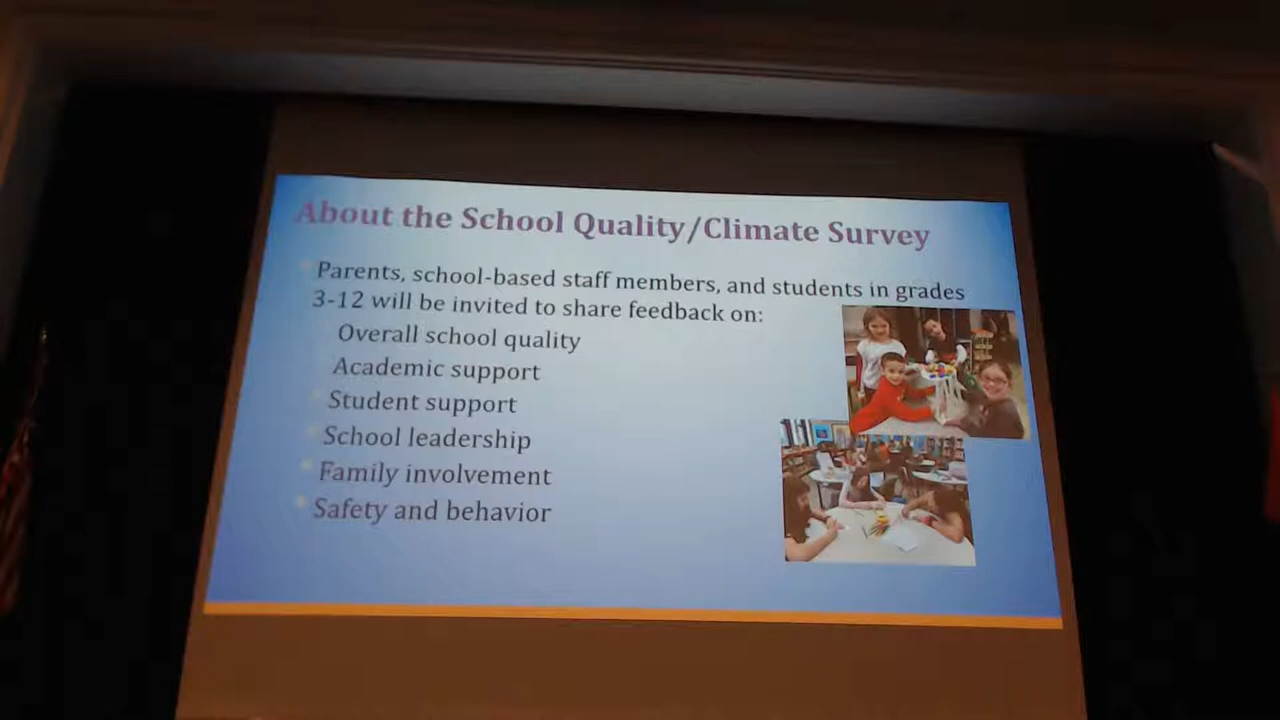 About the School Quality/Climate Survey
Parents, school-based staff members, and students in grades
3-12 will be invited to share feedback on:
Overall school quality
Academic support
Student support
School leadership
Family involvement
Safety and behavior